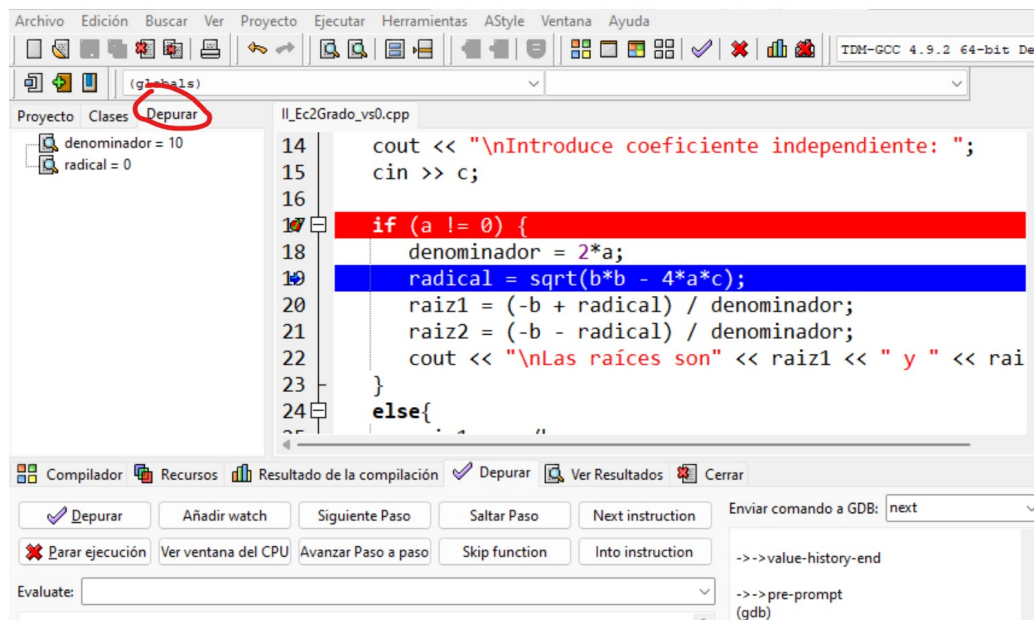 Archivo Edición Buscar Ver Proyecto Ejecutar Herramientas AStyle Ventana Ayuda
TDM-GCC 4.9.2 64-bit De
(globals)
Proyecto Clases Depurar
II_Ec2Grado_vs0.cpp
denominador = 10
radical = 0
14 cout << "\nIntroduce coeficiente independiente: ";
15 cin >> c;
16
17 if (a != 0) {
18 denominador = 2*a;
19 radical = sqrt(b*b - 4*a*c);
20 raiz1 = (-b + radical) / denominador;
21 raiz2 = (-b - radical) / denominador;
22 cout << "\nLas raíces son" << raiz1 << " y " << rai
23 }
24 else{
Compilador Recursos Resultado de la compilación Depurar Ver Resultados Cerrar
Depurar Añadir watch Siguiente Paso Saltar Paso Next instruction
Enviar comando a GDB: next
Parar ejecución Ver ventana del CPU Avanzar Paso a paso Skip function Into instruction
->->value-history-end
Evaluate:
->->pre-prompt
(gdb)